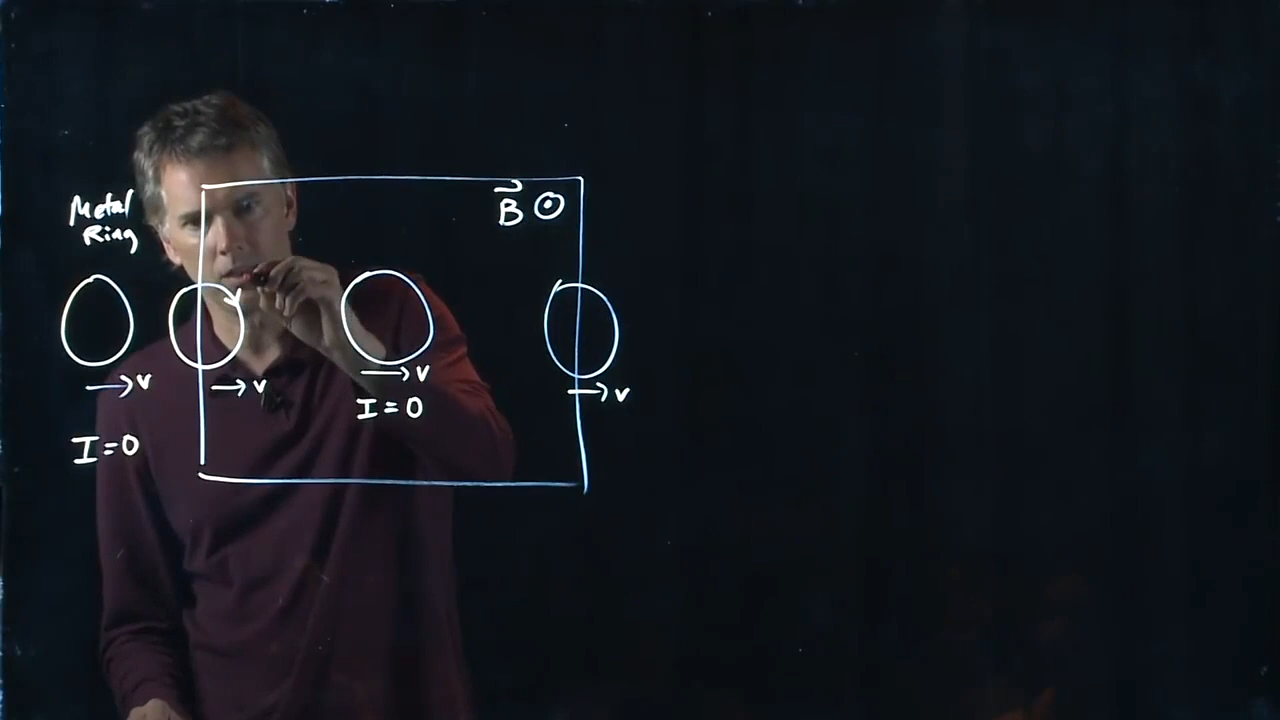 Metal
Ring
B⃗ ⊙
→ v
→ v
→ v
→ v
I = 0
I = 0